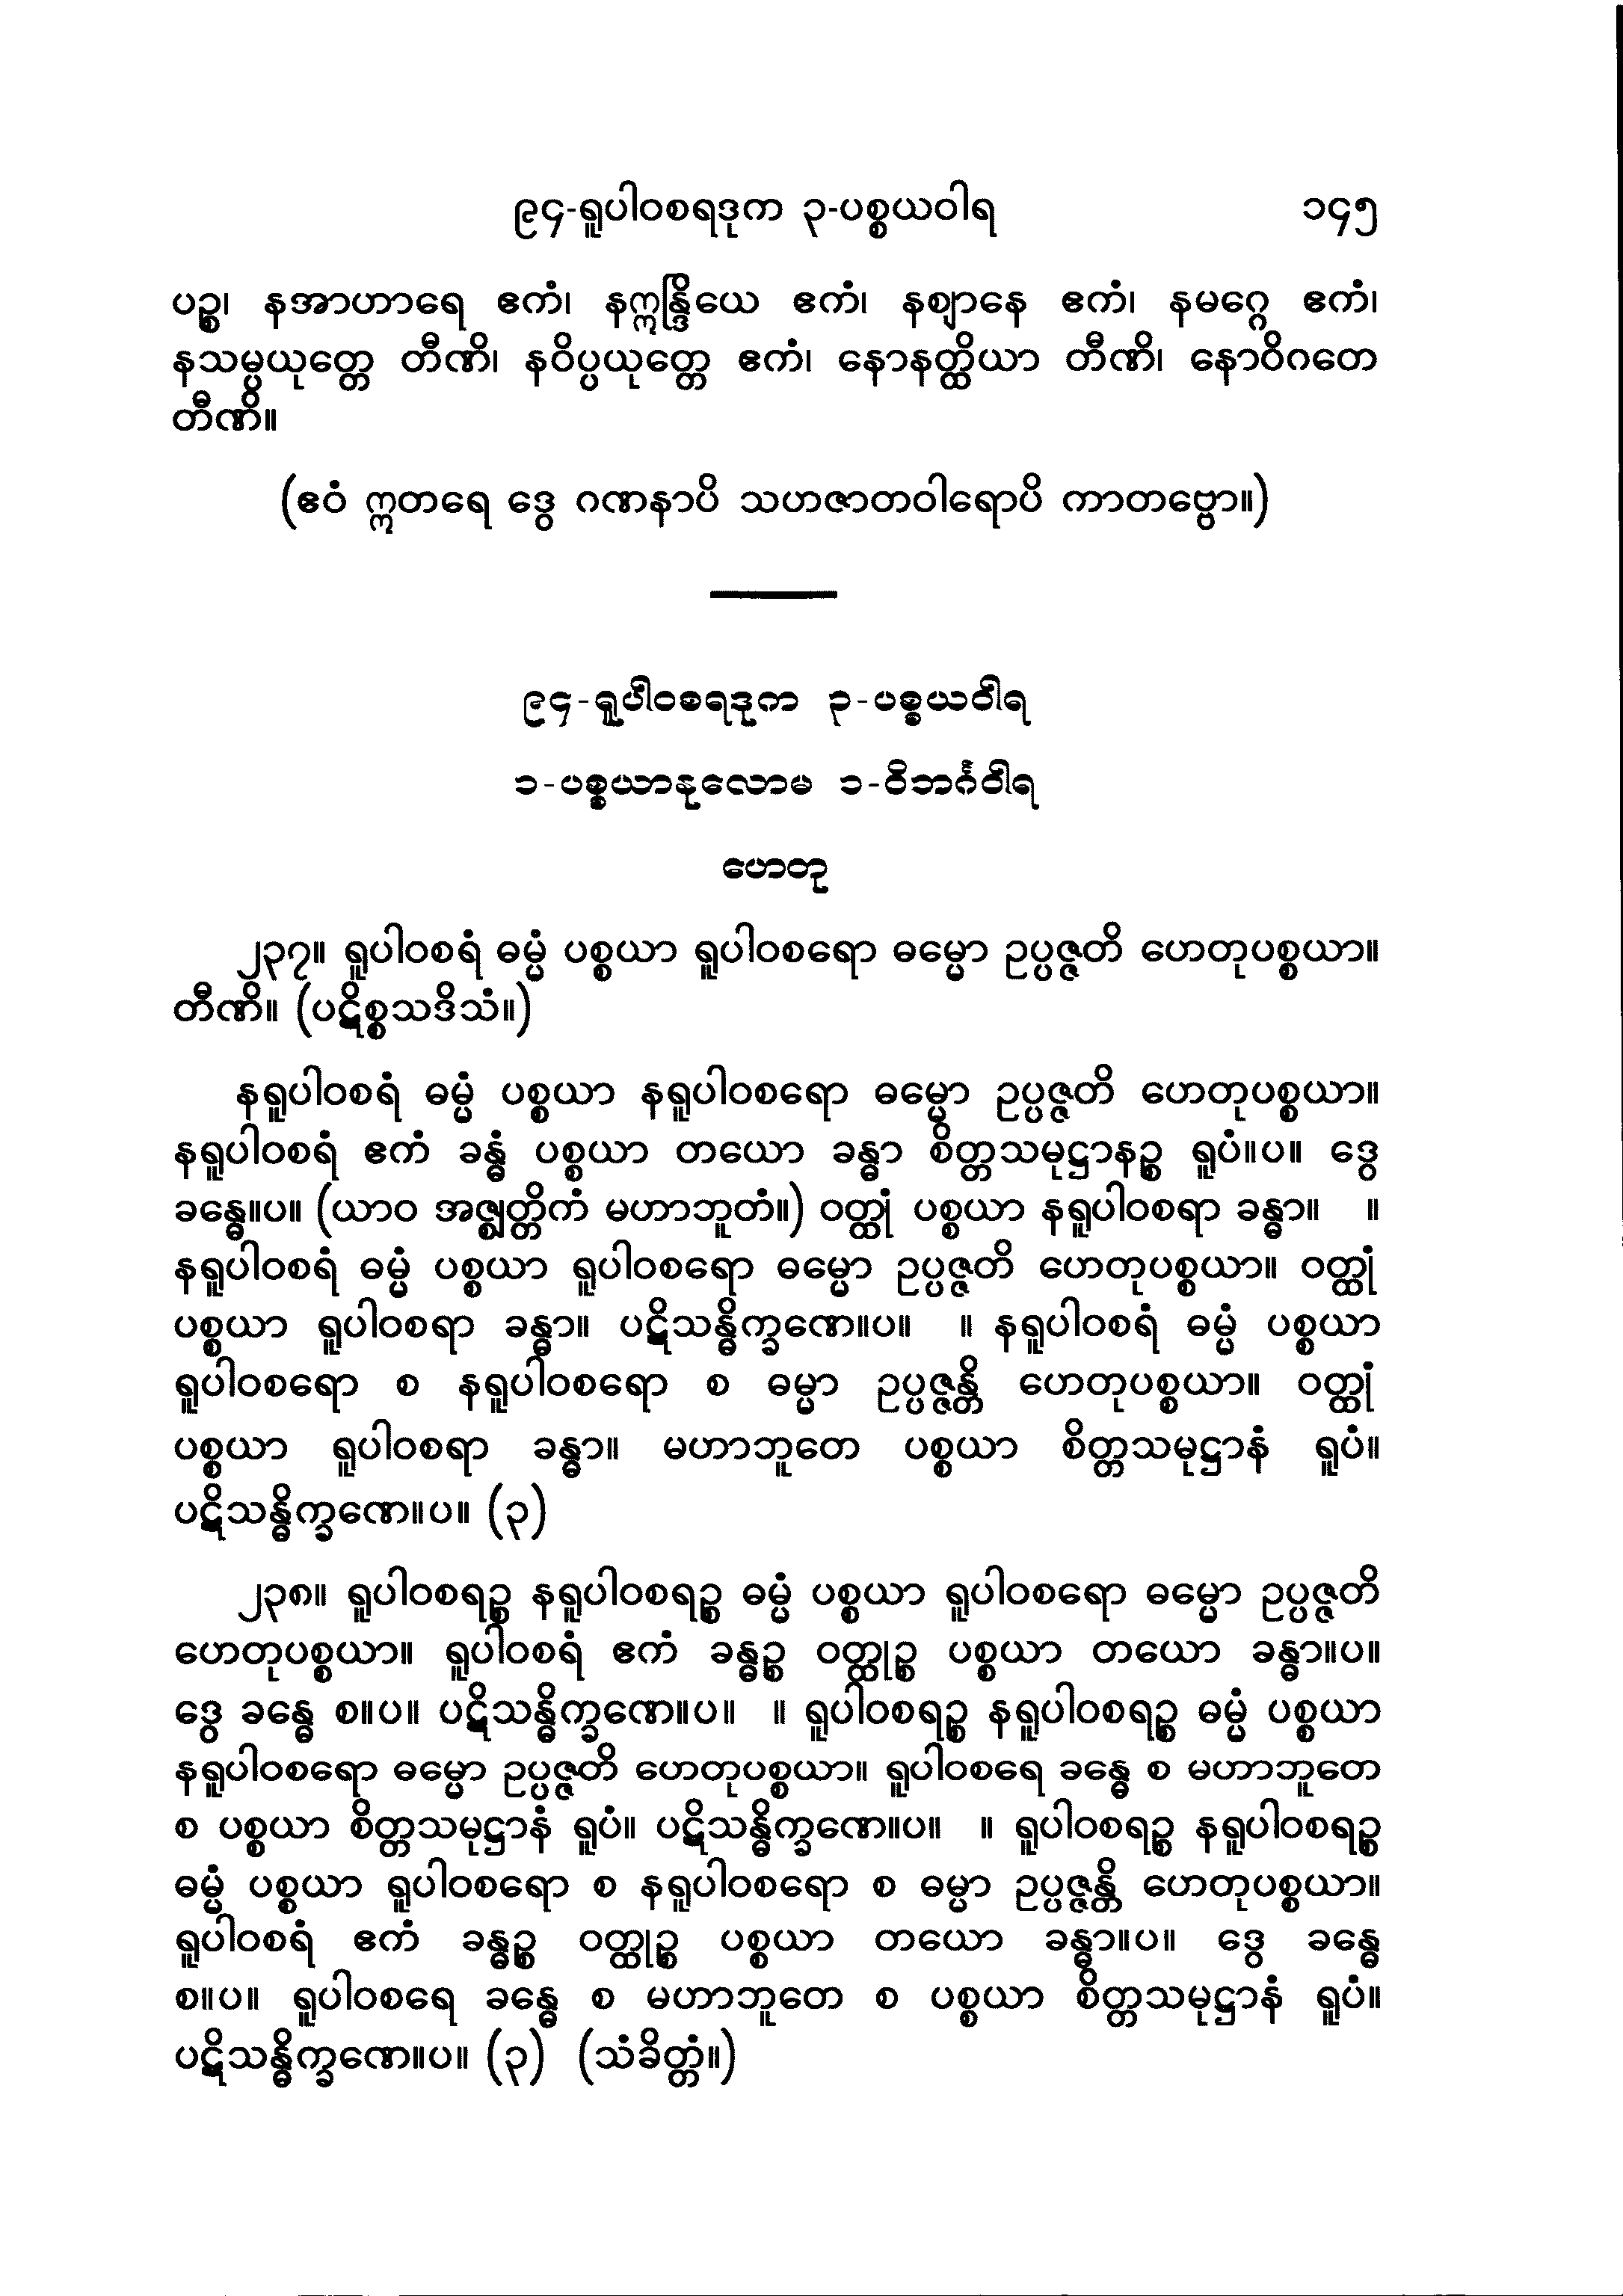 ၉၄-ရူပါဝစရဒုက ၃-ပစ္စယဝါရ ၁၄၅
ပဉ္စ၊ နအာဟာရေ ဧကံ၊ နဣန္ဒြိယေ ဧကံ၊ နဈာနေ ဧကံ၊ နမဂ္ဂေ ဧကံ၊
နသမ္ပယုတ္တေ တီဏိ၊ နဝိပ္ပယုတ္တေ ဧကံ၊ နောနတ္ထိယာ တီဏိ၊ နောဝိဂတေ
တီဏိ။
(ဧဝံ ဣတရေ ဒွေ ဂဏနာပိ သဟဇာတဝါရောပိ ကာတဗ္ဗော။)
၉၄-ရူပါဝစရဒုက ၃-ပစ္စယဝါရ
၁-ပစ္စယာနုလောမ ၁-ဝိဘင်္ဂဝါရ
ဟေတု
၂၃၇။ ရူပါဝစရံ ဓမ္မံ ပစ္စယာ ရူပါဝစရော ဓမ္မော ဥပ္ပဇ္ဇတိ ဟေတုပစ္စယာ။
တီဏိ။ (ပဋိစ္စသဒိသံ။)
နရူပါဝစရံ ဓမ္မံ ပစ္စယာ နရူပါဝစရော ဓမ္မော ဥပ္ပဇ္ဇတိ ဟေတုပစ္စယာ။
နရူပါဝစရံ ဧကံ ခန္ဓံ ပစ္စယာ တယော ခန္ဓာ စိတ္တသမုဋ္ဌာနဉ္စ ရူပံ။ပ။ ဒွေ
ခန္ဓေ။ပ။ (ယာဝ အဇ္ဈတ္တိကံ မဟာဘူတံ။) ဝတ္ထုံ ပစ္စယာ နရူပါဝစရာ ခန္ဓာ။ ။
နရူပါဝစရံ ဓမ္မံ ပစ္စယာ ရူပါဝစရော ဓမ္မော ဥပ္ပဇ္ဇတိ ဟေတုပစ္စယာ။ ဝတ္ထုံ
ပစ္စယာ ရူပါဝစရာ ခန္ဓာ။ ပဋိသန္ဓိက္ခဏေ။ပ။ ။ နရူပါဝစရံ ဓမ္မံ ပစ္စယာ
ရူပါဝစရော စ နရူပါဝစရော စ ဓမ္မာ ဥပ္ပဇ္ဇန္တိ ဟေတုပစ္စယာ။ ဝတ္ထုံ
ပစ္စယာ ရူပါဝစရာ ခန္ဓာ။ မဟာဘူတေ ပစ္စယာ စိတ္တသမုဋ္ဌာနံ ရူပံ။
ပဋိသန္ဓိက္ခဏေ။ပ။ (၃)
၂၃၈။ ရူပါဝစရဉ္စ နရူပါဝစရဉ္စ ဓမ္မံ ပစ္စယာ ရူပါဝစရော ဓမ္မော ဥပ္ပဇ္ဇတိ
ဟေတုပစ္စယာ။ ရူပါဝစရံ ဧကံ ခန္ဓဉ္စ ဝတ္ထုဉ္စ ပစ္စယာ တယော ခန္ဓာ။ပ။
ဒွေ ခန္ဓေ စ။ပ။ ပဋိသန္ဓိက္ခဏေ။ပ။ ။ ရူပါဝစရဉ္စ နရူပါဝစရဉ္စ ဓမ္မံ ပစ္စယာ
နရူပါဝစရော ဓမ္မော ဥပ္ပဇ္ဇတိ ဟေတုပစ္စယာ။ ရူပါဝစရေ ခန္ဓေ စ မဟာဘူတေ
စ ပစ္စယာ စိတ္တသမုဋ္ဌာနံ ရူပံ။ ပဋိသန္ဓိက္ခဏေ။ပ။ ။ ရူပါဝစရဉ္စ နရူပါဝစရဉ္စ
ဓမ္မံ ပစ္စယာ ရူပါဝစရော စ နရူပါဝစရော စ ဓမ္မာ ဥပ္ပဇ္ဇန္တိ ဟေတုပစ္စယာ။
ရူပါဝစရံ ဧကံ ခန္ဓဉ္စ ဝတ္ထုဉ္စ ပစ္စယာ တယော ခန္ဓာ။ပ။ ဒွေ ခန္ဓေ
စ။ပ။ ရူပါဝစရေ ခန္ဓေ စ မဟာဘူတေ စ ပစ္စယာ စိတ္တသမုဋ္ဌာနံ ရူပံ။
ပဋိသန္ဓိက္ခဏေ။ပ။ (၃) (သံခိတ္တံ။)